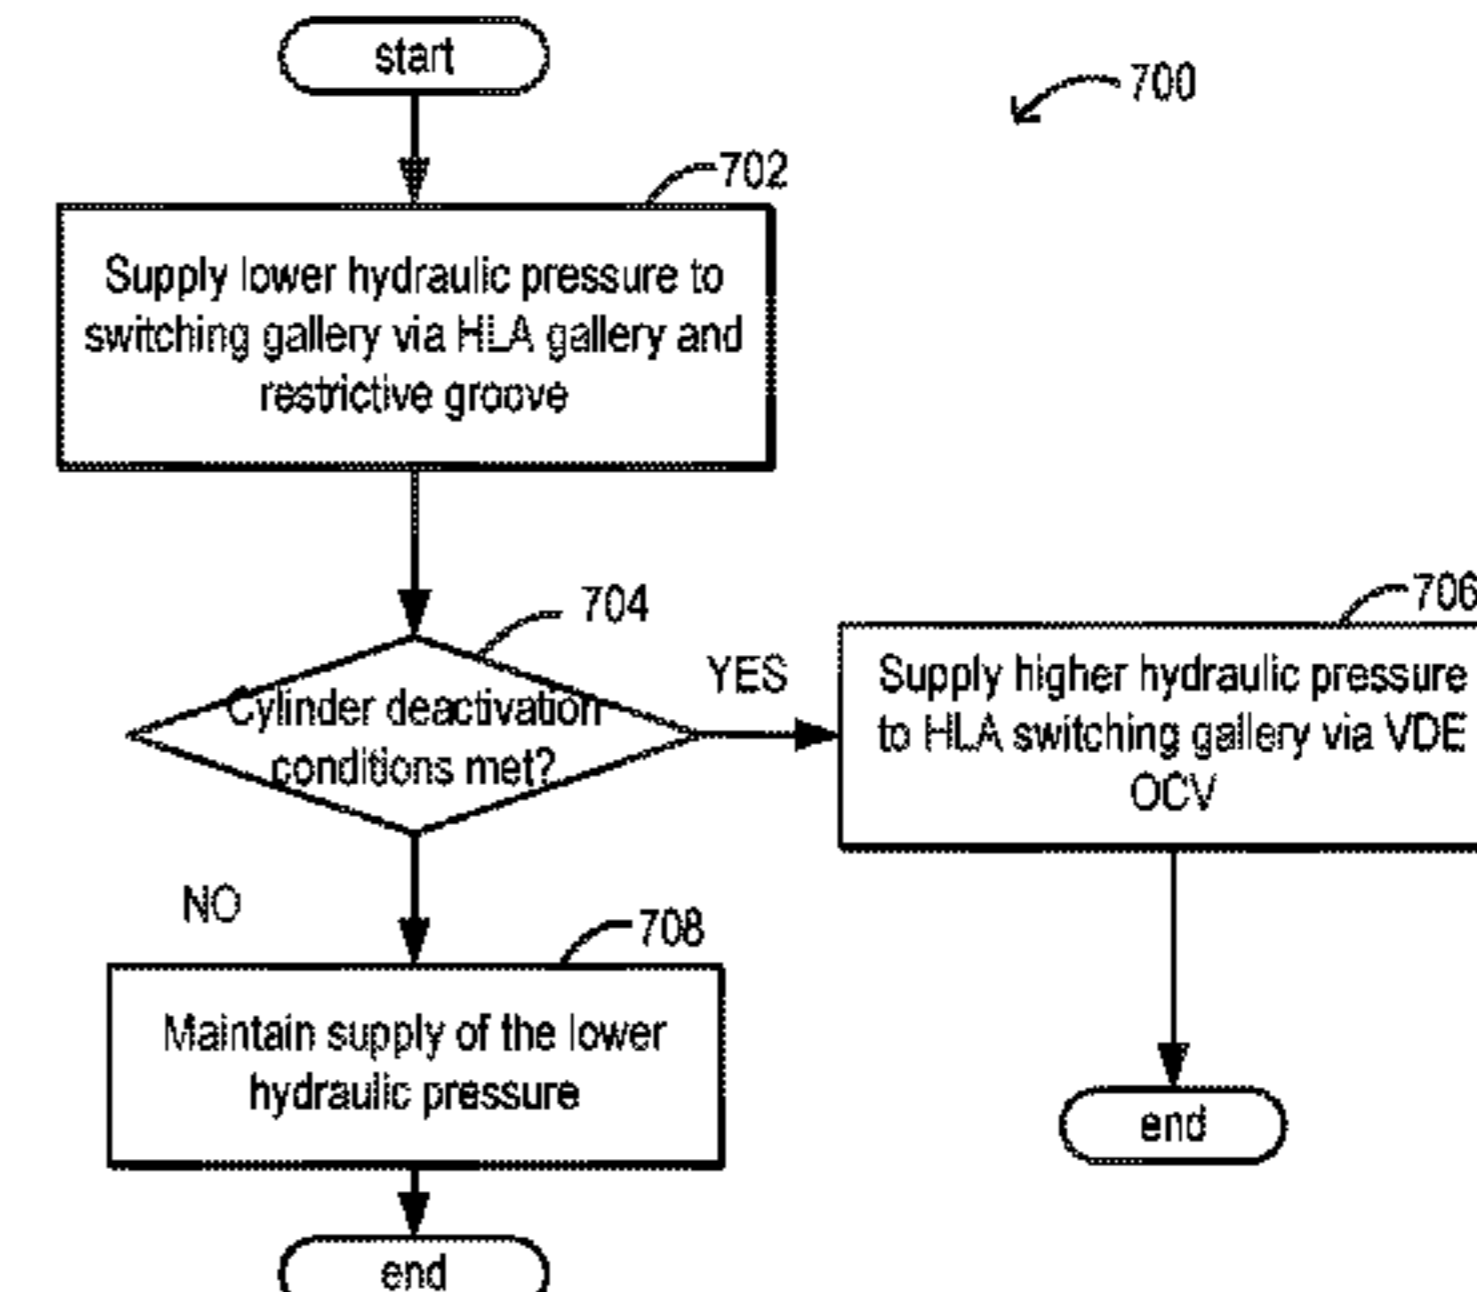 start
700
702
Supply lower hydraulic pressure to
switching gallery via HLA gallery and
restrictive groove
704
706
Cylinder deactivation
conditions met?
YES
Supply higher hydraulic pressure
to HLA switching gallery via VDE
OCV
NO
708
Maintain supply of the lower
hydraulic pressure
end
end